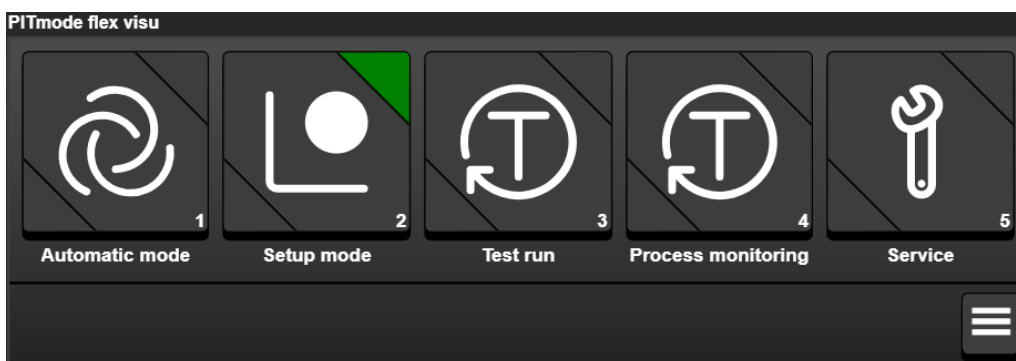 PITmode flex visu
1
2
T
3
T
4
5
Automatic mode
Setup mode
Test run
Process monitoring
Service